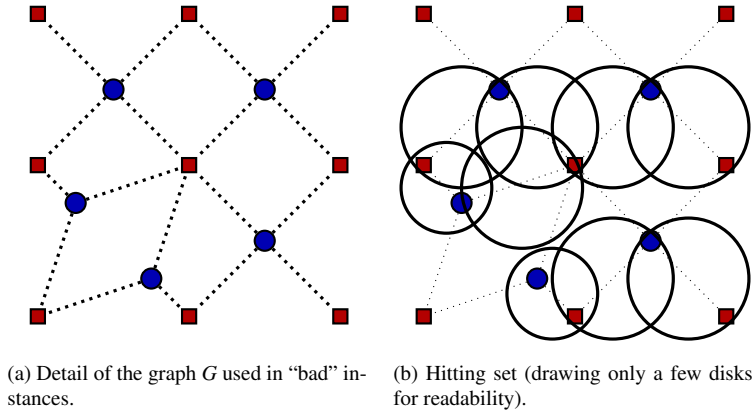 (a) Detail of the graph G used in “bad” in-
stances.
(b) Hitting set (drawing only a few disks
for readability).